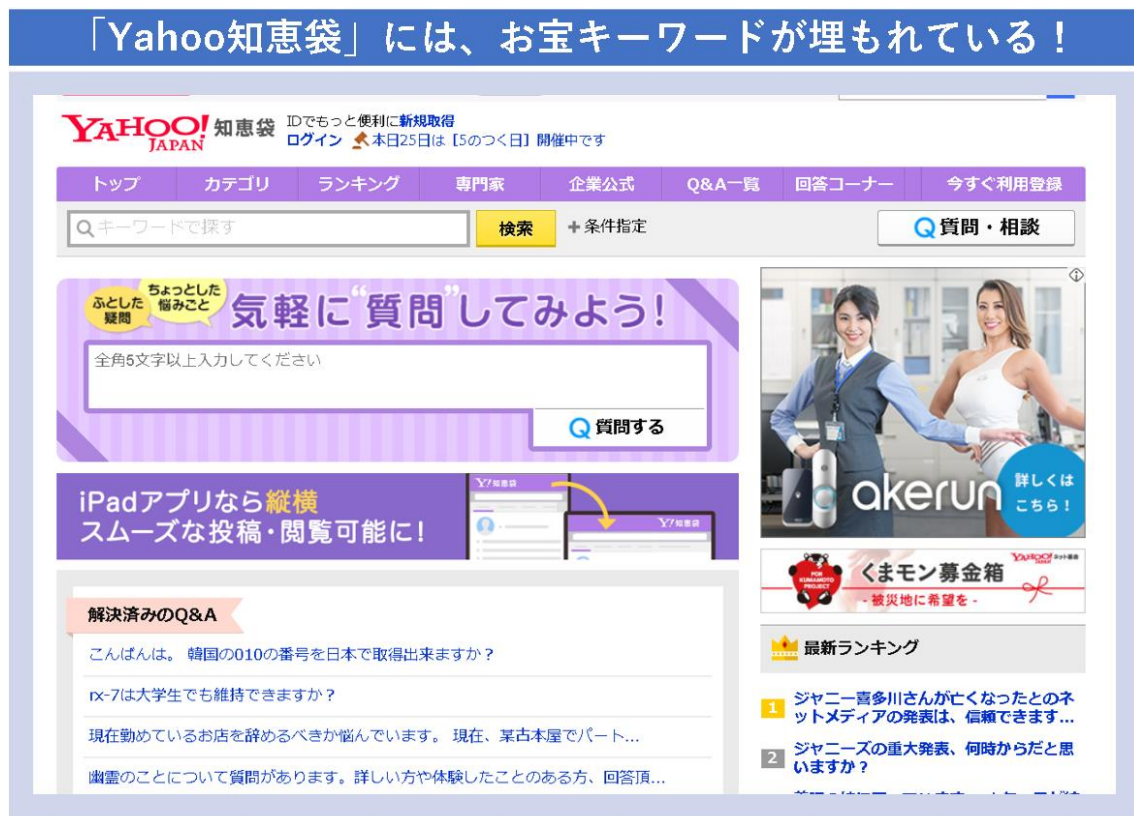 「Yahoo知恵袋」には、お宝キーワードが埋もれている！
YAHOO! JAPAN 知恵袋
IDでもっと便利に新規取得
ログイン 本日25日は [5のつく日] 開催中です
トップ カテゴリ ランキング 専門家 企業公式 Q&A一覧 回答コーナー 今すぐ利用登録
キーワードで探す 検索 +条件指定 Q質問・相談
ふとした疑問 ちょっとした悩みごと 気軽に“質問”してみよう!
全角5文字以上入力してください
Q質問する
iPadアプリなら縦横
スムーズな投稿・閲覧可能に!
Y!知恵袋
Y!知恵袋
解決済みのQ&A
こんばんは。 韓国の010の番号を日本で取得出来ますか？
rx-7は大学生でも維持できますか？
現在勤めているお店を辞めるべきか悩んでいます。 現在、某古本屋でパート...
幽霊のことについて質問があります。詳しい方や体験したことのある方、回答頂...
akerun
詳しくは
こちら!
FOR KUMAMOTO PROJECT
くまモン募金箱
- 被災地に希望を -
YAHOO! JAPAN ネット募金
最新ランキング
1 ジャニー喜多川さんが亡くなったとのネ
ットメディアの発表は、信頼できます...
2 ジャニーズの重大発表、何時からだと思
いますか？